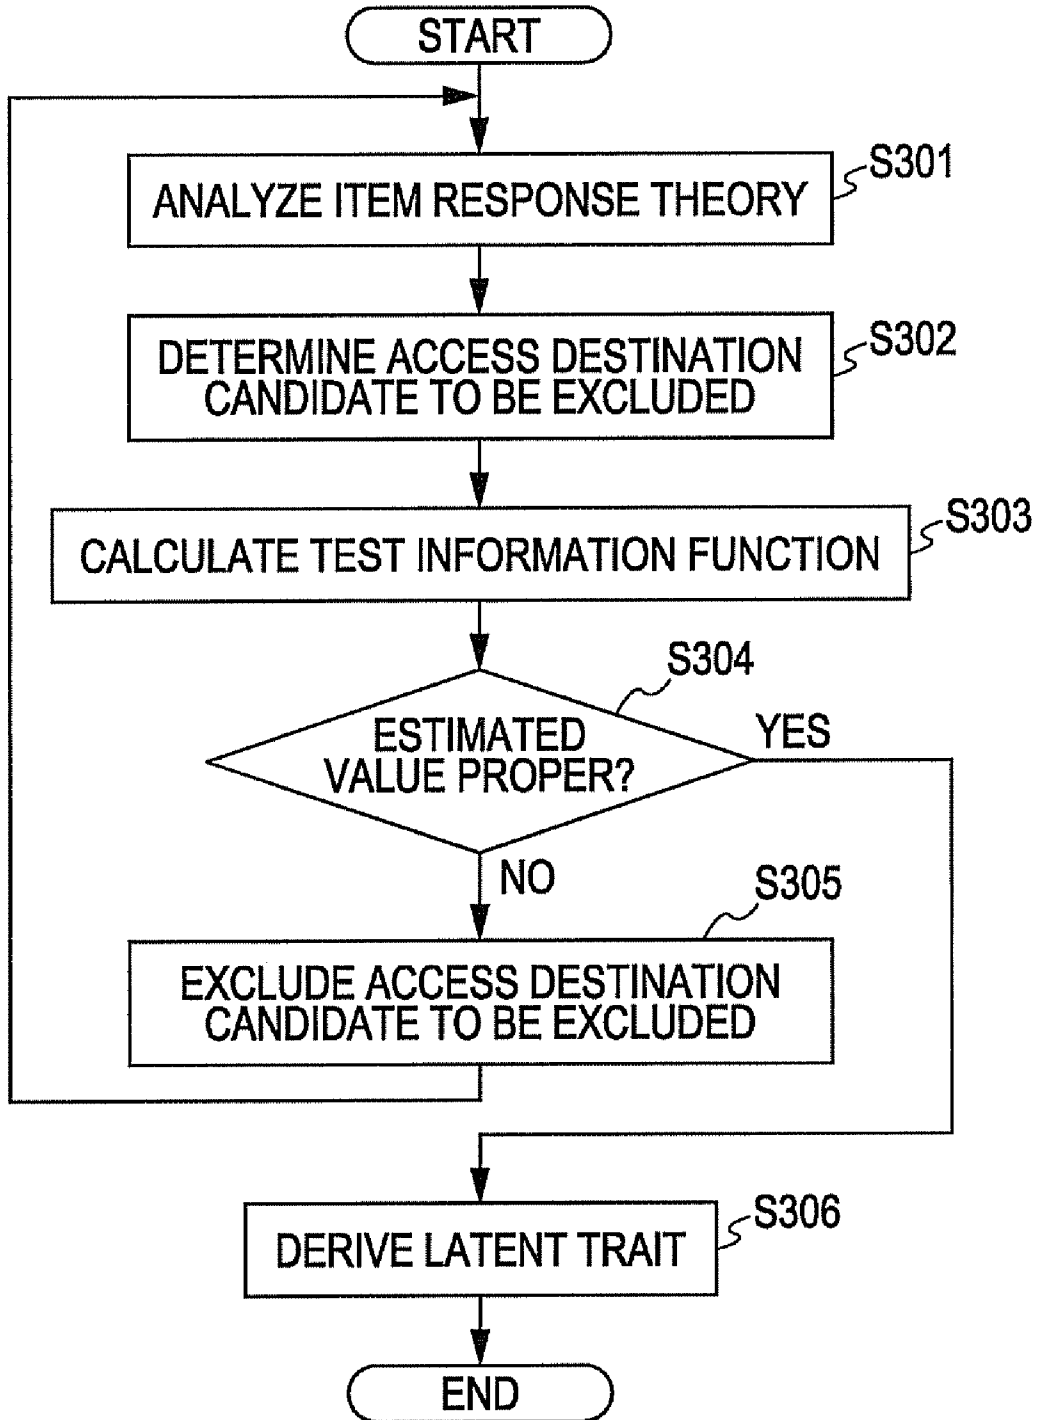 START
ANALYZE ITEM RESPONSE THEORY
S301
DETERMINE ACCESS DESTINATION
CANDIDATE TO BE EXCLUDED
S302
CALCULATE TEST INFORMATION FUNCTION
S303
ESTIMATED
VALUE PROPER?
S304
YES
NO
EXCLUDE ACCESS DESTINATION
CANDIDATE TO BE EXCLUDED
S305
DERIVE LATENT TRAIT
S306
END